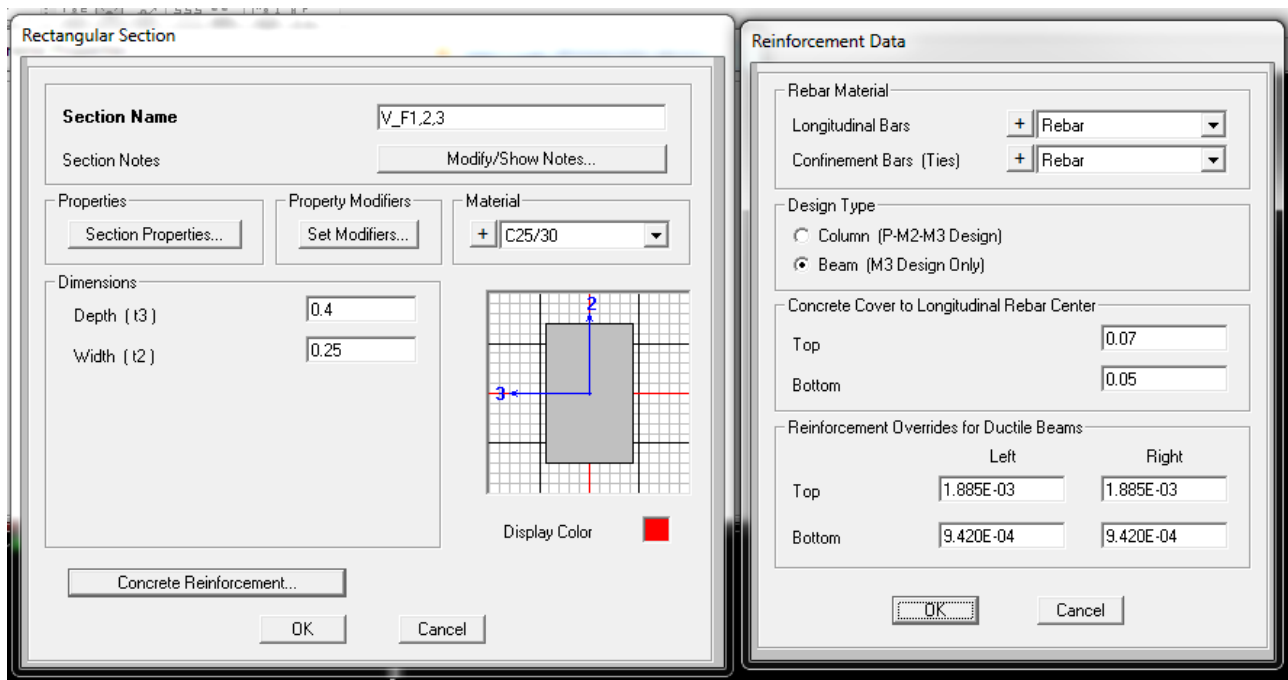 Rectangular Section
Section Name V_F1,2,3
Section Notes Modify/Show Notes...
Properties Property Modifiers Material
Section Properties... Set Modifiers... + C25/30
Dimensions
Depth ( t3 ) 0.4
Width ( t2 ) 0.25
2
3
Display Color
Concrete Reinforcement...
OK Cancel
Reinforcement Data
Rebar Material
Longitudinal Bars + Rebar
Confinement Bars (Ties) + Rebar
Design Type
Column (P-M2-M3 Design)
Beam (M3 Design Only)
Concrete Cover to Longitudinal Rebar Center
Top 0.07
Bottom 0.05
Reinforcement Overrides for Ductile Beams
Left Right
Top 1.885E-03 1.885E-03
Bottom 9.420E-04 9.420E-04
OK Cancel